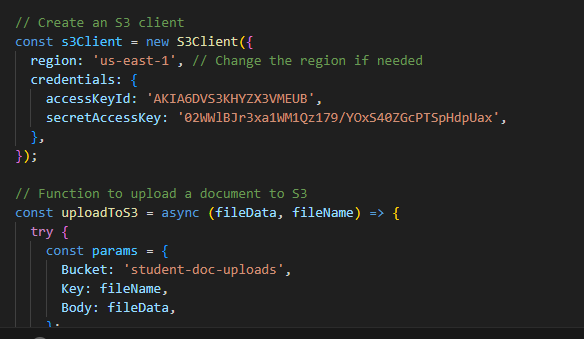 // Create an S3 client
const s3Client = new S3Client({
region: 'us-east-1', // Change the region if needed
credentials: {
accessKeyId: 'AKIA6DVS3KHYZX3VMEUB',
secretAccessKey:
},
});
// Function to upload a document to S3
const uploadToS3 = async (fileData, fileName) => {
try {
const params = {
Bucket: 'student-doc-uploads',
Key: fileName,
Body: fileData,
};